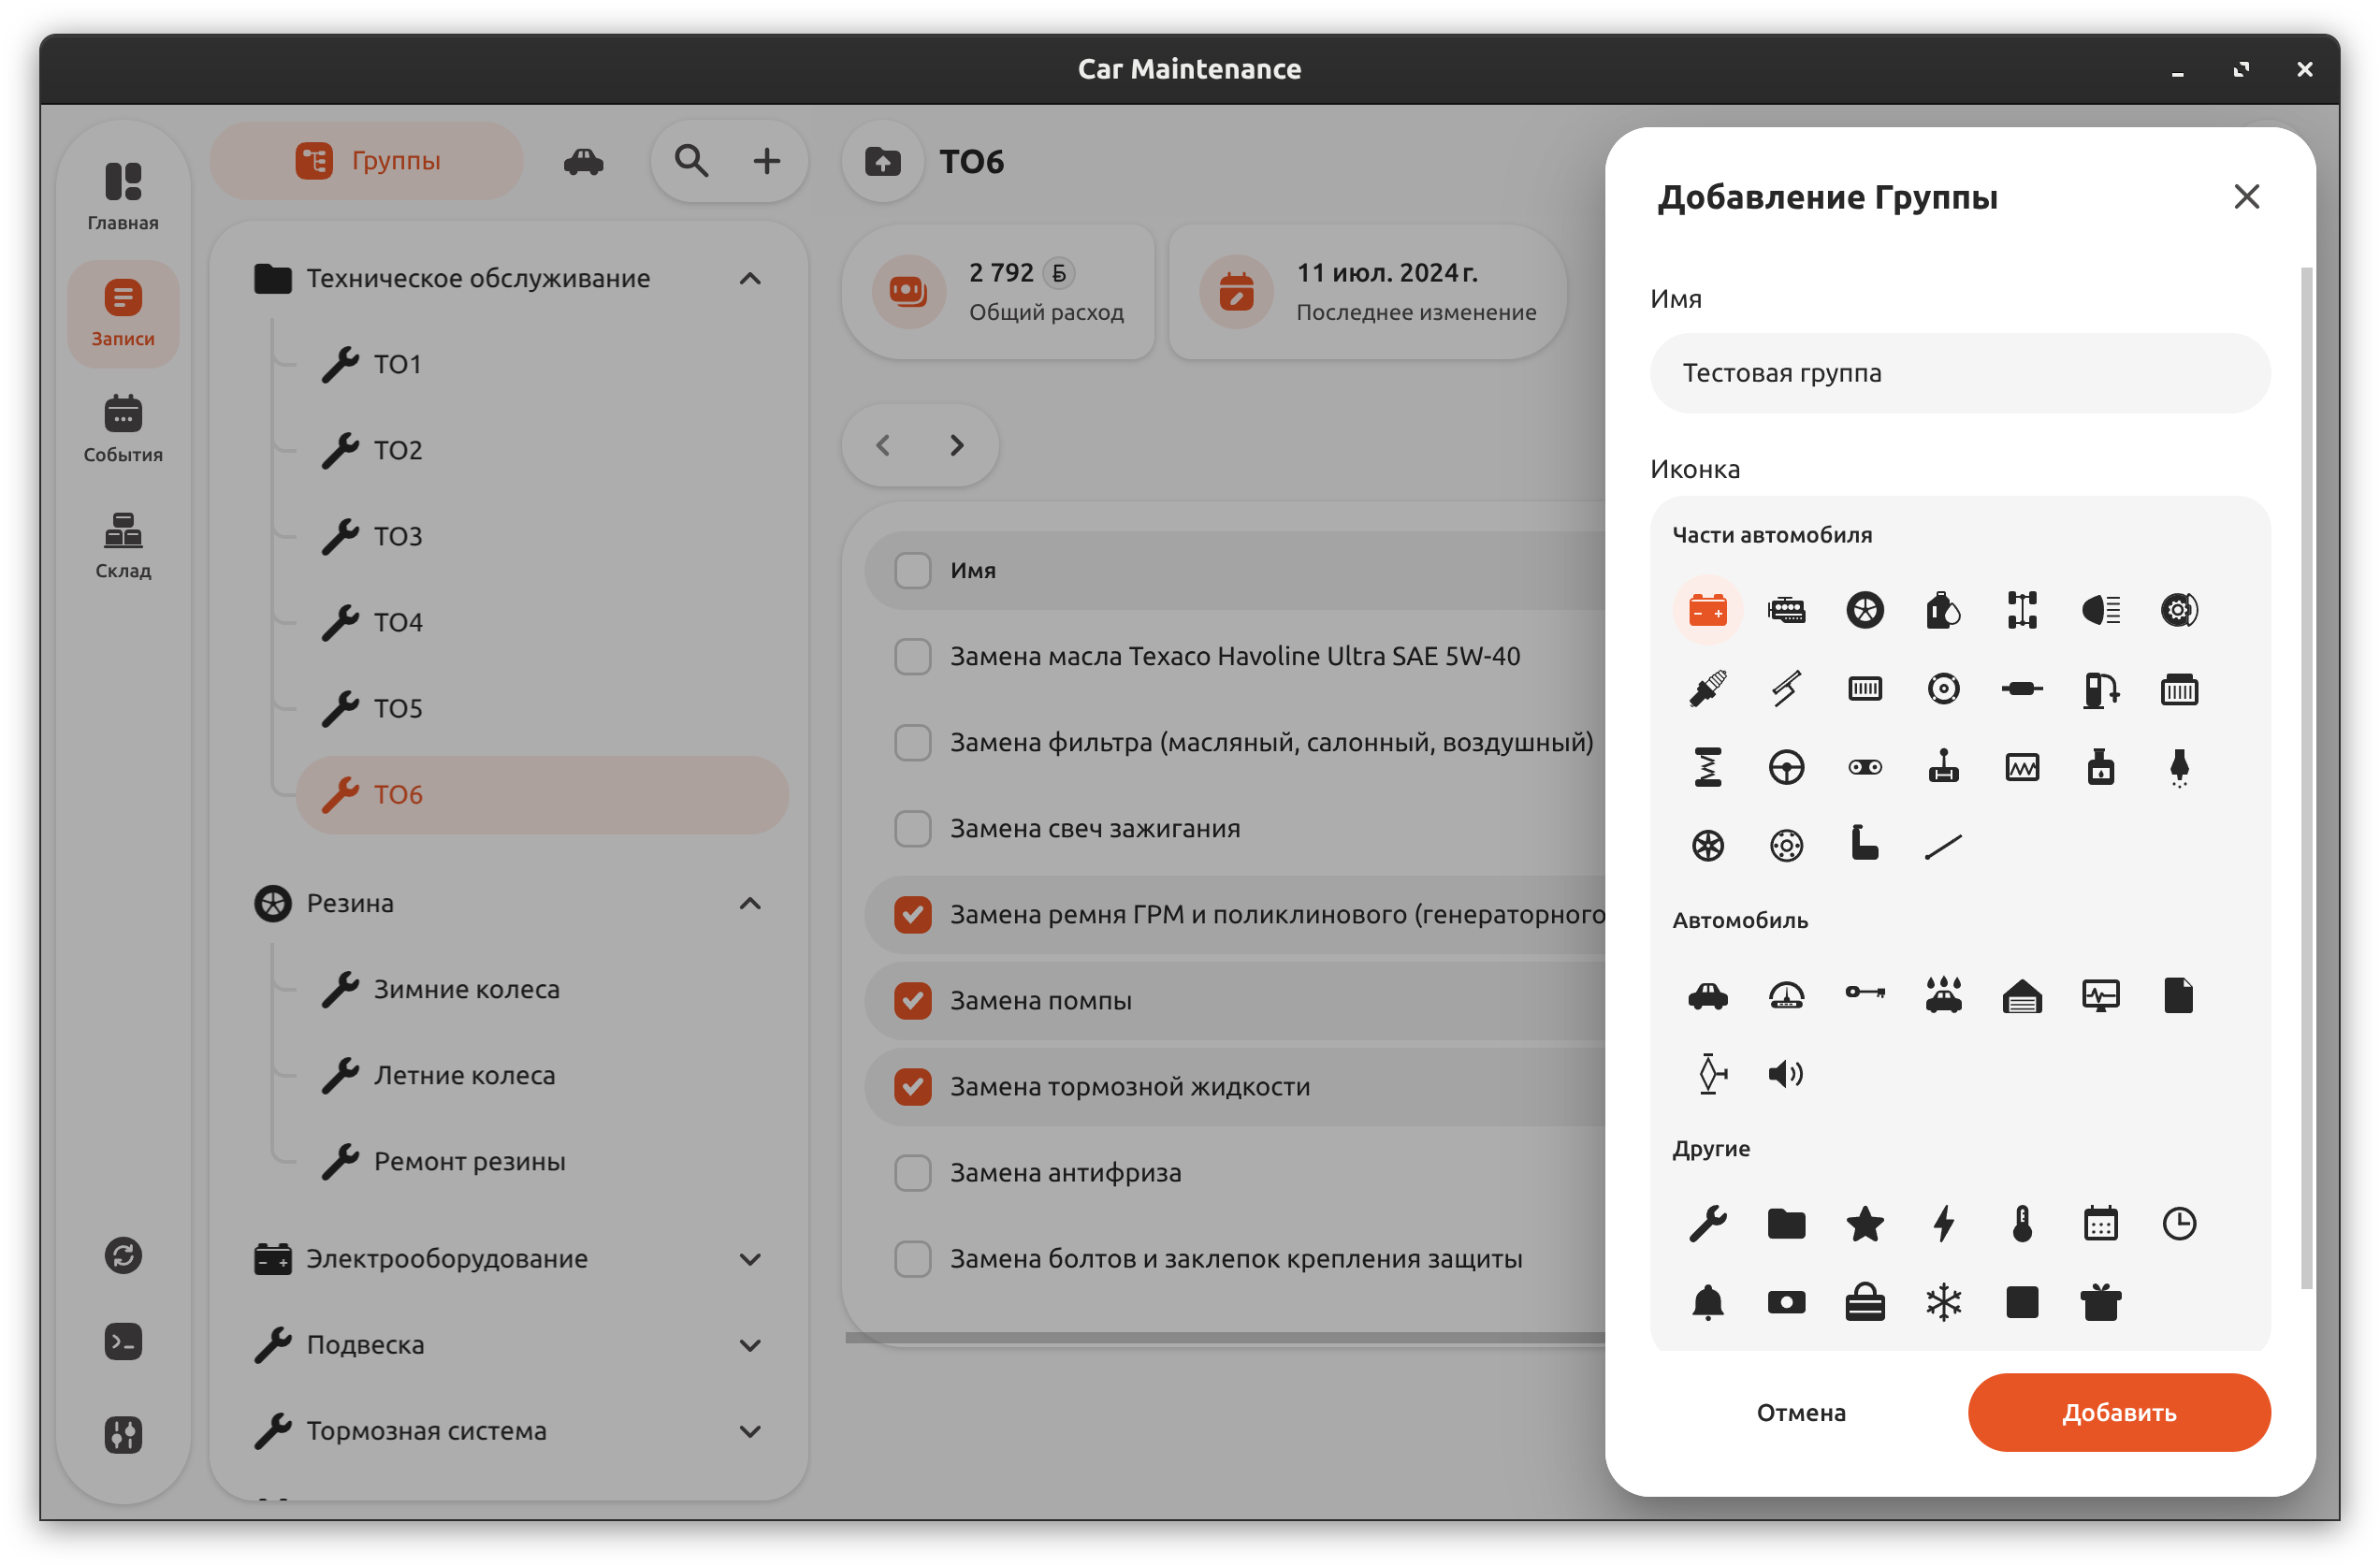 Car Maintenance
Главная
Записи
События
Склад
Группы
Техническое обслуживание
ТО1
ТО2
ТО3
ТО4
ТО5
ТО6
Резина
Зимние колеса
Летние колеса
Ремонт резины
Электрооборудование
Подвеска
Тормозная система
ТО6
2 792
Общий расход
11 июл. 2024 г.
Последнее изменение
Имя
Замена масла Texaco Havoline Ultra SAE 5W-40
Замена фильтра (масляный, салонный, воздушный)
Замена свеч зажигания
Замена ремня ГРМ и поликлинового (генераторного
Замена помпы
Замена тормозной жидкости
Замена антифриза
Замена болтов и заклепок крепления защиты
Добавление Группы
Имя
Тестовая группа
Иконка
Части автомобиля
Автомобиль
Другие
Отмена
Добавить